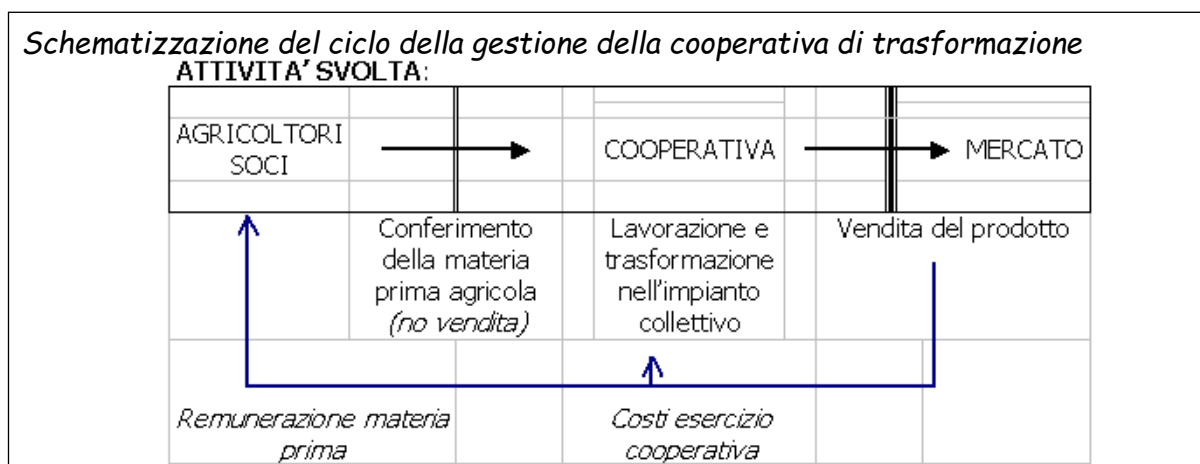 Schematizzazione del ciclo della gestione della cooperativa di trasformazione
ATTIVITA' SVOLTA:
AGRICOLTORI
SOCI
COOPERATIVA
MERCATO
Conferimento
della materia
prima agricola
(no vendita)
Lavorazione e
trasformazione
nell'impianto
collettivo
Vendita del prodotto
Remunerazione materia
prima
Costi esercizio
cooperativa